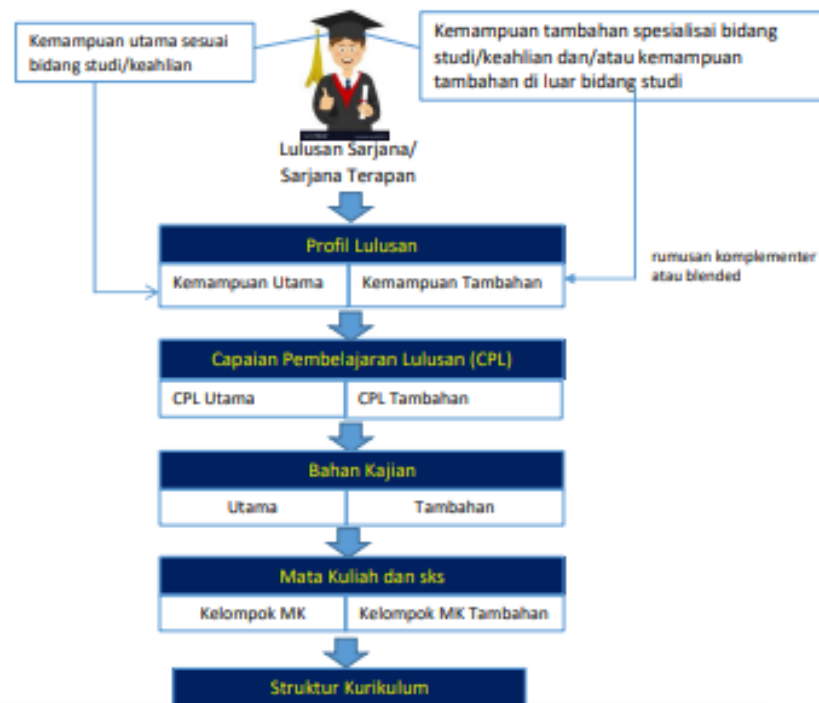 Kemampuan utama sesuai
bidang studi/keahlian
Kemampuan tambahan spesialisai bidang
studi/keahlian dan/atau kemampuan
tambahan di luar bidang studi
Lulusan Sarjana/
Sarjana Terapan
Profil Lulusan
Kemampuan Utama
Kemampuan Tambahan
rumusan komplementer
atau blended
Capaian Pembelajaran Lulusan (CPL)
CPL Utama
CPL Tambahan
Bahan Kajian
Utama
Tambahan
Mata Kuliah dan sks
Kelompok MK
Kelompok MK Tambahan
Struktur Kurikulum